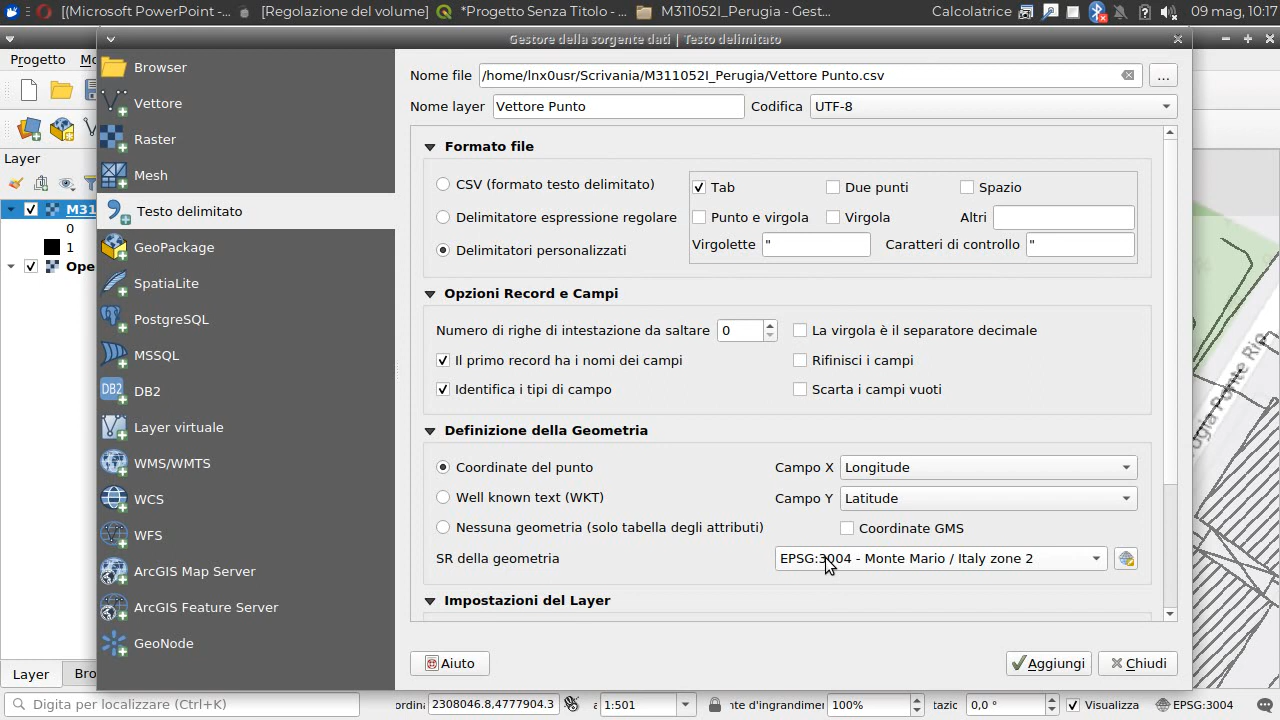 [(Microsoft PowerPoint -...
[Regolazione del volume]
*Progetto Senza Titolo - ...
M311052I_Perugia - Gest...
Calcolatrice
09 mag, 10:17
Gestore della sorgente dati | Testo delimitato
Progetto
Layer
M31
0
1
Ope
Browser
Vettore
Raster
Mesh
Testo delimitato
GeoPackage
SpatiaLite
PostgreSQL
MSSQL
DB2
DB2
Layer virtuale
WMS/WMTS
WCS
WFS
ArcGIS Map Server
ArcGIS Feature Server
GeoNode
Nome file /home/lnx0usr/Scrivania/M311052I_Perugia/Vettore Punto.csv ...
Nome layer Vettore Punto Codifica UTF-8
Formato file
CSV (formato testo delimitato) Tab Due punti Spazio
Delimitatore espressione regolare Punto e virgola Virgola Altri
Delimitatori personalizzati Virgolette " Caratteri di controllo "
Opzioni Record e Campi
Numero di righe di intestazione da saltare 0 La virgola è il separatore decimale
Il primo record ha i nomi dei campi Rifinisci i campi
Identifica i tipi di campo Scarta i campi vuoti
Definizione della Geometria
Coordinate del punto Campo X Longitude
Well known text (WKT) Campo Y Latitude
Nessuna geometria (solo tabella degli attributi) Coordinate GMS
SR della geometria EPSG:3004 - Monte Mario / Italy zone 2
Impostazioni del Layer
Aiuto Aggiungi Chiudi
Ponte Rio
Layer Bro
Digita per localizzare (Ctrl+K) 2308046.8,4777904.3 1:501 100% 0,0 ° Visualizza EPSG:3004